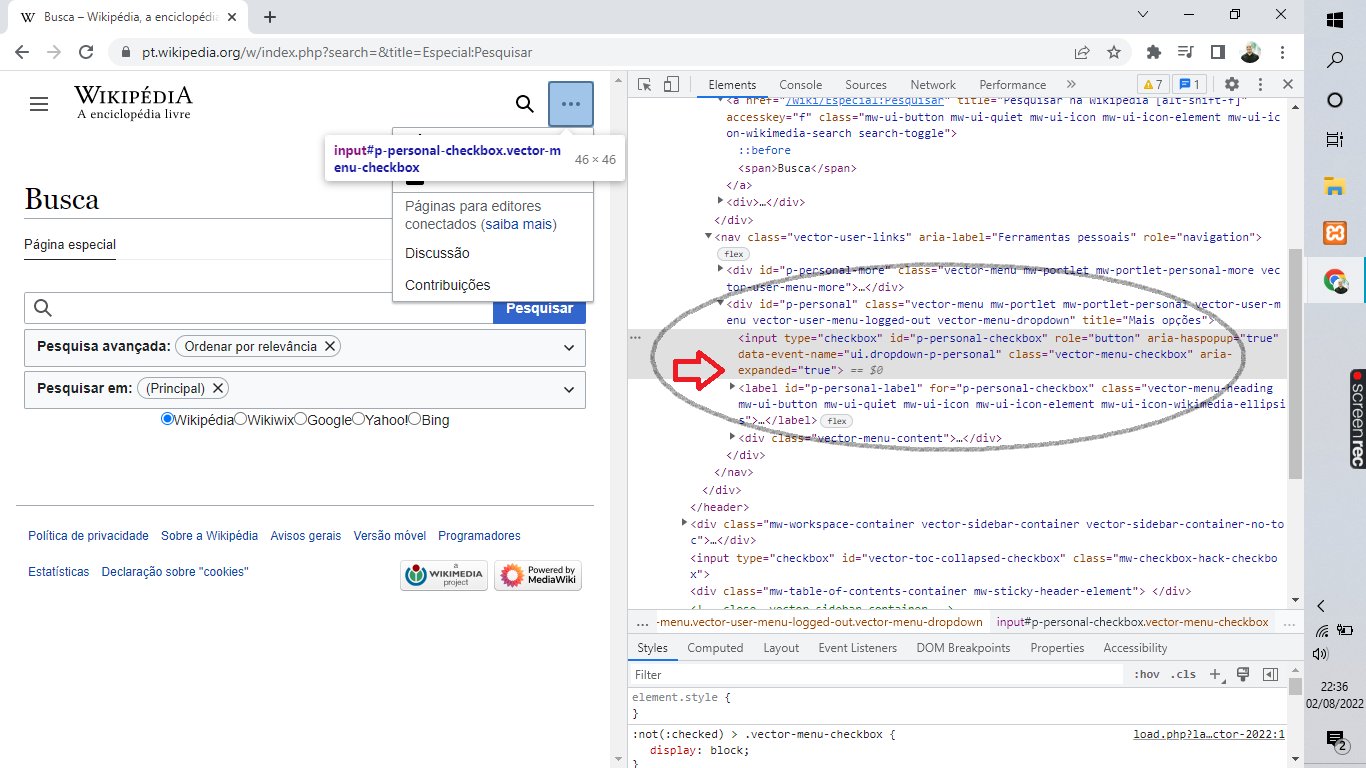 Busca – Wikipédia, a enciclopédia
pt.wikipedia.org/w/index.php?search=&title=Especial:Pesquisar
WIKIPÉDIA
A enciclopédia livre
input#p-personal-checkbox.vector-m
enu-checkbox
46 × 46
Busca
Página especial
Páginas para editores
conectados (saiba mais)
Discussão
Contribuições
Pesquisar
Pesquisa avançada:
Ordenar por relevância
Pesquisar em:
(Principal)
Wikipédia Wikiwix Google Yahoo! Bing
Política de privacidade Sobre a Wikipédia Avisos gerais Versão móvel Programadores
Estatísticas Declaração sobre "cookies"
A WIKIMEDIA project
Powered by MediaWiki
Elements Console Sources Network Performance » 7 1
<a href="/wiki/Especial:Pesquisar" title="Pesquisar na Wikipédia [alt-shift-f]"
accesskey="f" class="mw-ui-button mw-ui-quiet mw-ui-icon mw-ui-icon-element mw-ui-ic
on-wikimedia-search search-toggle">
::before
<span>Busca</span>
</a>
<div>…</div>
</div>
<nav class="vector-user-links" aria-label="Ferramentas pessoais" role="navigation">
flex
<div id="p-personal-more" class="vector-menu mw-portlet mw-portlet-personal-more vec
tor-user-menu-more">…</div>
<div id="p-personal" class="vector-menu mw-portlet mw-portlet-personal vector-user-m
enu vector-user-menu-logged-out vector-menu-dropdown" title="Mais opções">
<input type="checkbox" id="p-personal-checkbox" role="button" aria-haspopup="true"
data-event-name="ui.dropdown-p-personal" class="vector-menu-checkbox" aria-
expanded="true"> == $0
<label id="p-personal-label" for="p-personal-checkbox" class="vector-menu-heading
mw-ui-button mw-ui-quiet mw-ui-icon mw-ui-icon-element mw-ui-icon-wikimedia-ellipsi
s">…</label> flex
<div class="vector-menu-content">…</div>
</div>
</nav>
</div>
</header>
<div class="mw-workspace-container vector-sidebar-container vector-sidebar-container-no-to
c">…</div>
<input type="checkbox" id="vector-toc-collapsed-checkbox" class="mw-checkbox-hack-checkbo
x">
<div class="mw-table-of-contents-container mw-sticky-header-element"> </div>
<!-- close vector-sidebar-container -->
... -menu.vector-user-menu-logged-out.vector-menu-dropdown input#p-personal-checkbox.vector-menu-checkbox ...
Styles Computed Layout Event Listeners DOM Breakpoints Properties Accessibility
Filter
:hov .cls
element.style {
}
:not(:checked) > .vector-menu-checkbox {
load.php?la…ctor-2022:1
display: block;
}
screenrec
22:36
02/08/2022
2